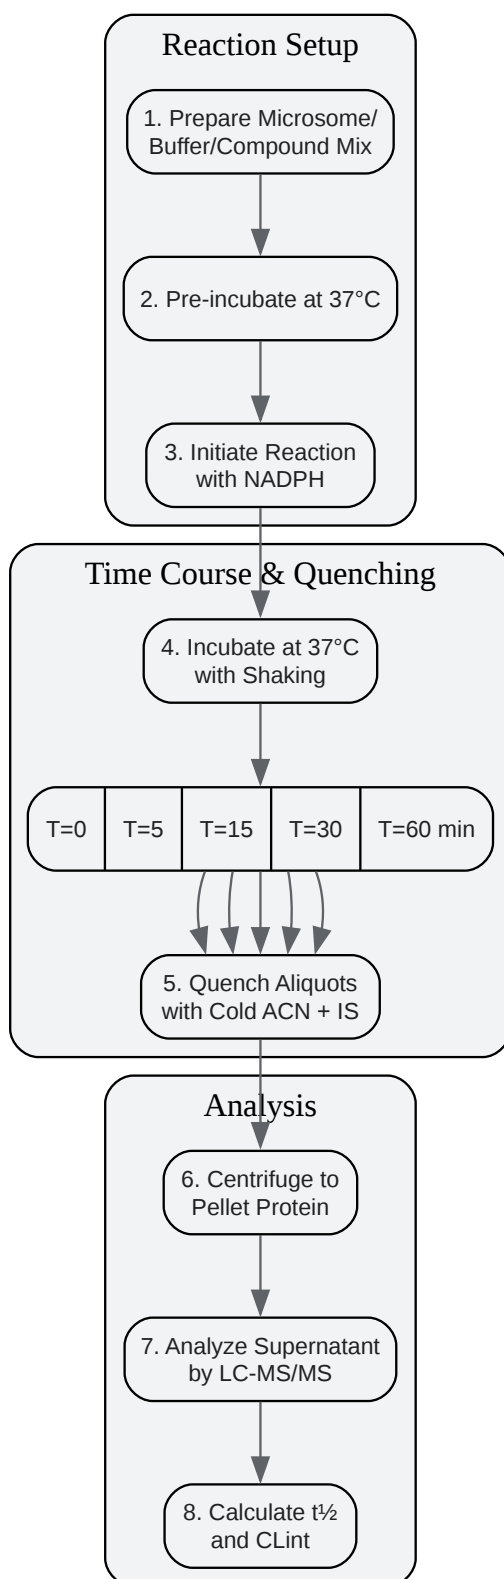 Reaction Setup
1. Prepare Microsome/
Buffer/Compound Mix
2. Pre-incubate at 37°C
3. Initiate Reaction
with NADPH
Time Course & Quenching
4. Incubate at 37°C
with Shaking
T=0 T=5 T=15 T=30 T=60 min
5. Quench Aliquots
with Cold ACN + IS
Analysis
6. Centrifuge to
Pellet Protein
7. Analyze Supernatant
by LC-MS/MS
8. Calculate t½
and CLint